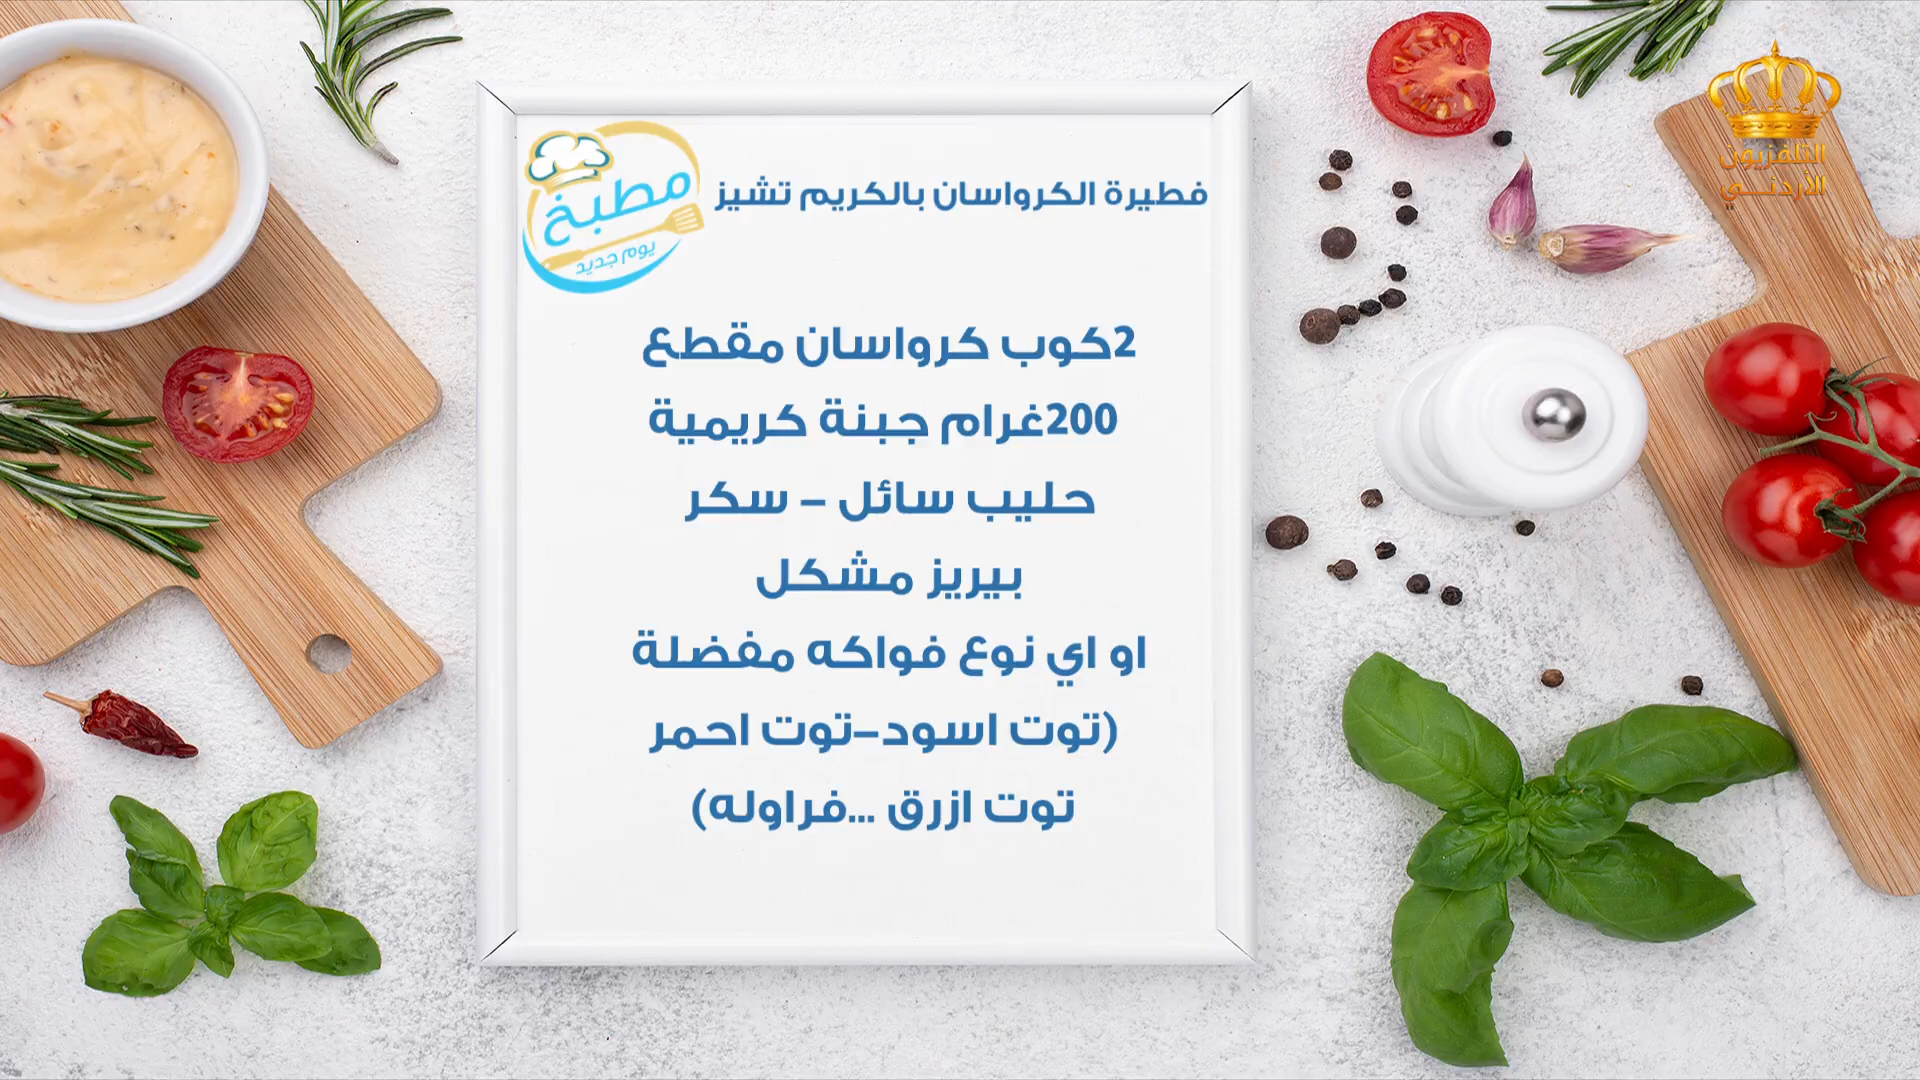 فطيرة الكرواسان بالكريم تشيز
مطبخ
يوم جديد
2كوب كرواسان مقطع
200غرام جبنة كريمية
حليب سائل - سكر
بيريز مشكل
او اي نوع فواكه مفضلة
(توت اسود-توت احمر
توت ازرق ...فراوله)
التلفزيون
الأردني